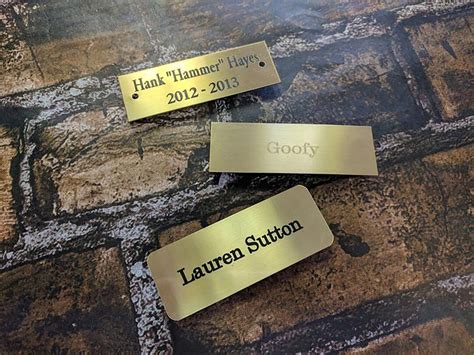 Hank "Hammer" Hayes
2012 - 2013
Goofy
Lauren Sutton